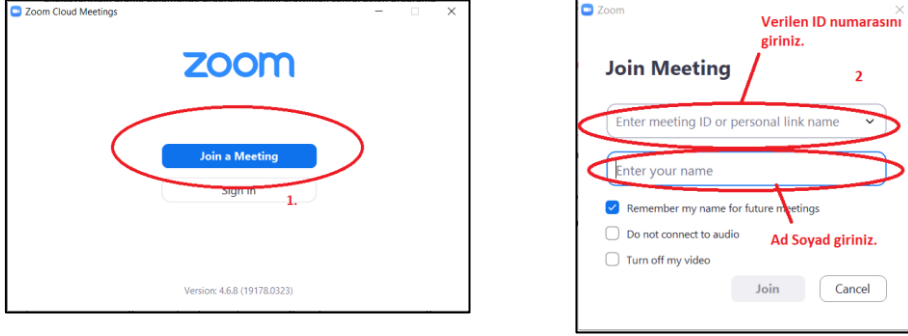 Zoom Cloud Meetings
zoom
Join a Meeting
Sign In
1.
Version: 4.6.8 (19178.0323)
Zoom
Verilen ID numarasını
giriniz.
Join Meeting
2
Enter meeting ID or personal link name
Enter your name
Remember my name for future meetings
Do not connect to audio
Ad Soyad giriniz.
Turn off my video
Join
Cancel